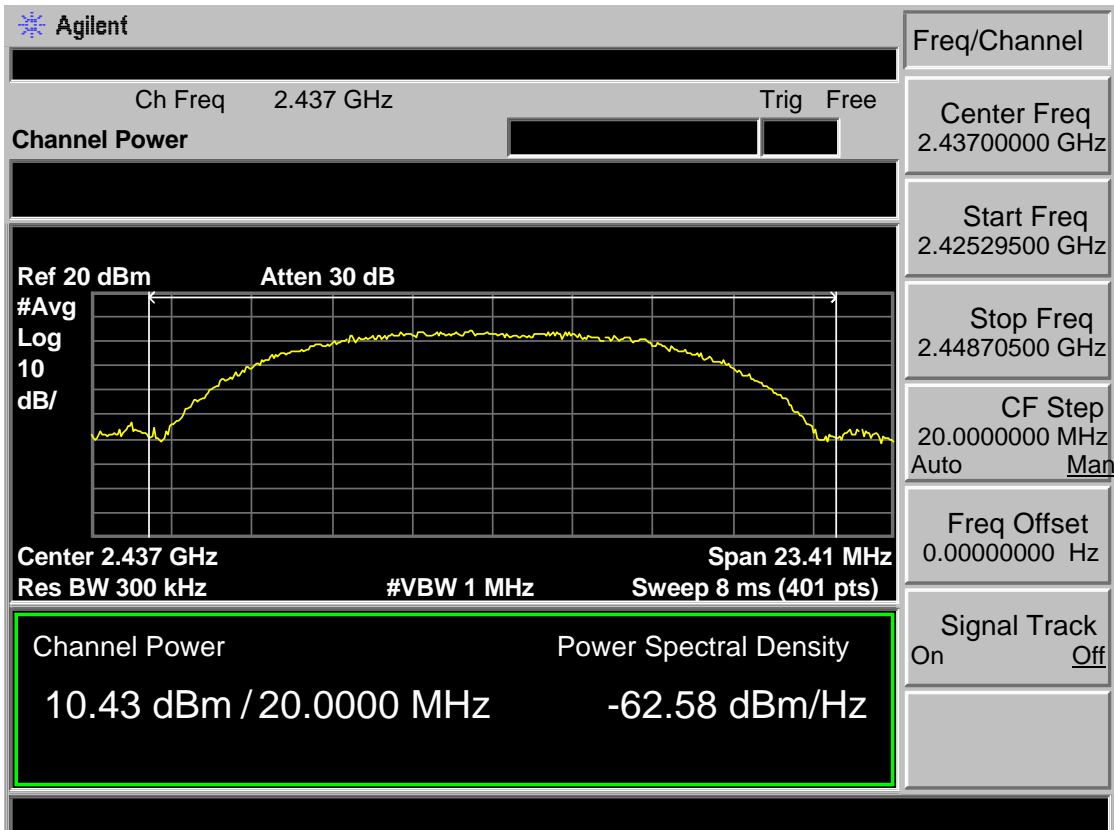 Agilent
Freq/Channel
Ch Freq 2.437 GHz Trig Free
Channel Power
Center Freq
2.43700000 GHz
Start Freq
2.42529500 GHz
Stop Freq
2.44870500 GHz
CF Step
20.0000000 MHz
Auto Man
Freq Offset
0.00000000 Hz
Signal Track
On Off
Ref 20 dBm Atten 30 dB
#Avg
Log
10
dB/
Center 2.437 GHz Span 23.41 MHz
Res BW 300 kHz #VBW 1 MHz Sweep 8 ms (401 pts)
Channel Power Power Spectral Density
10.43 dBm / 20.0000 MHz -62.58 dBm/Hz